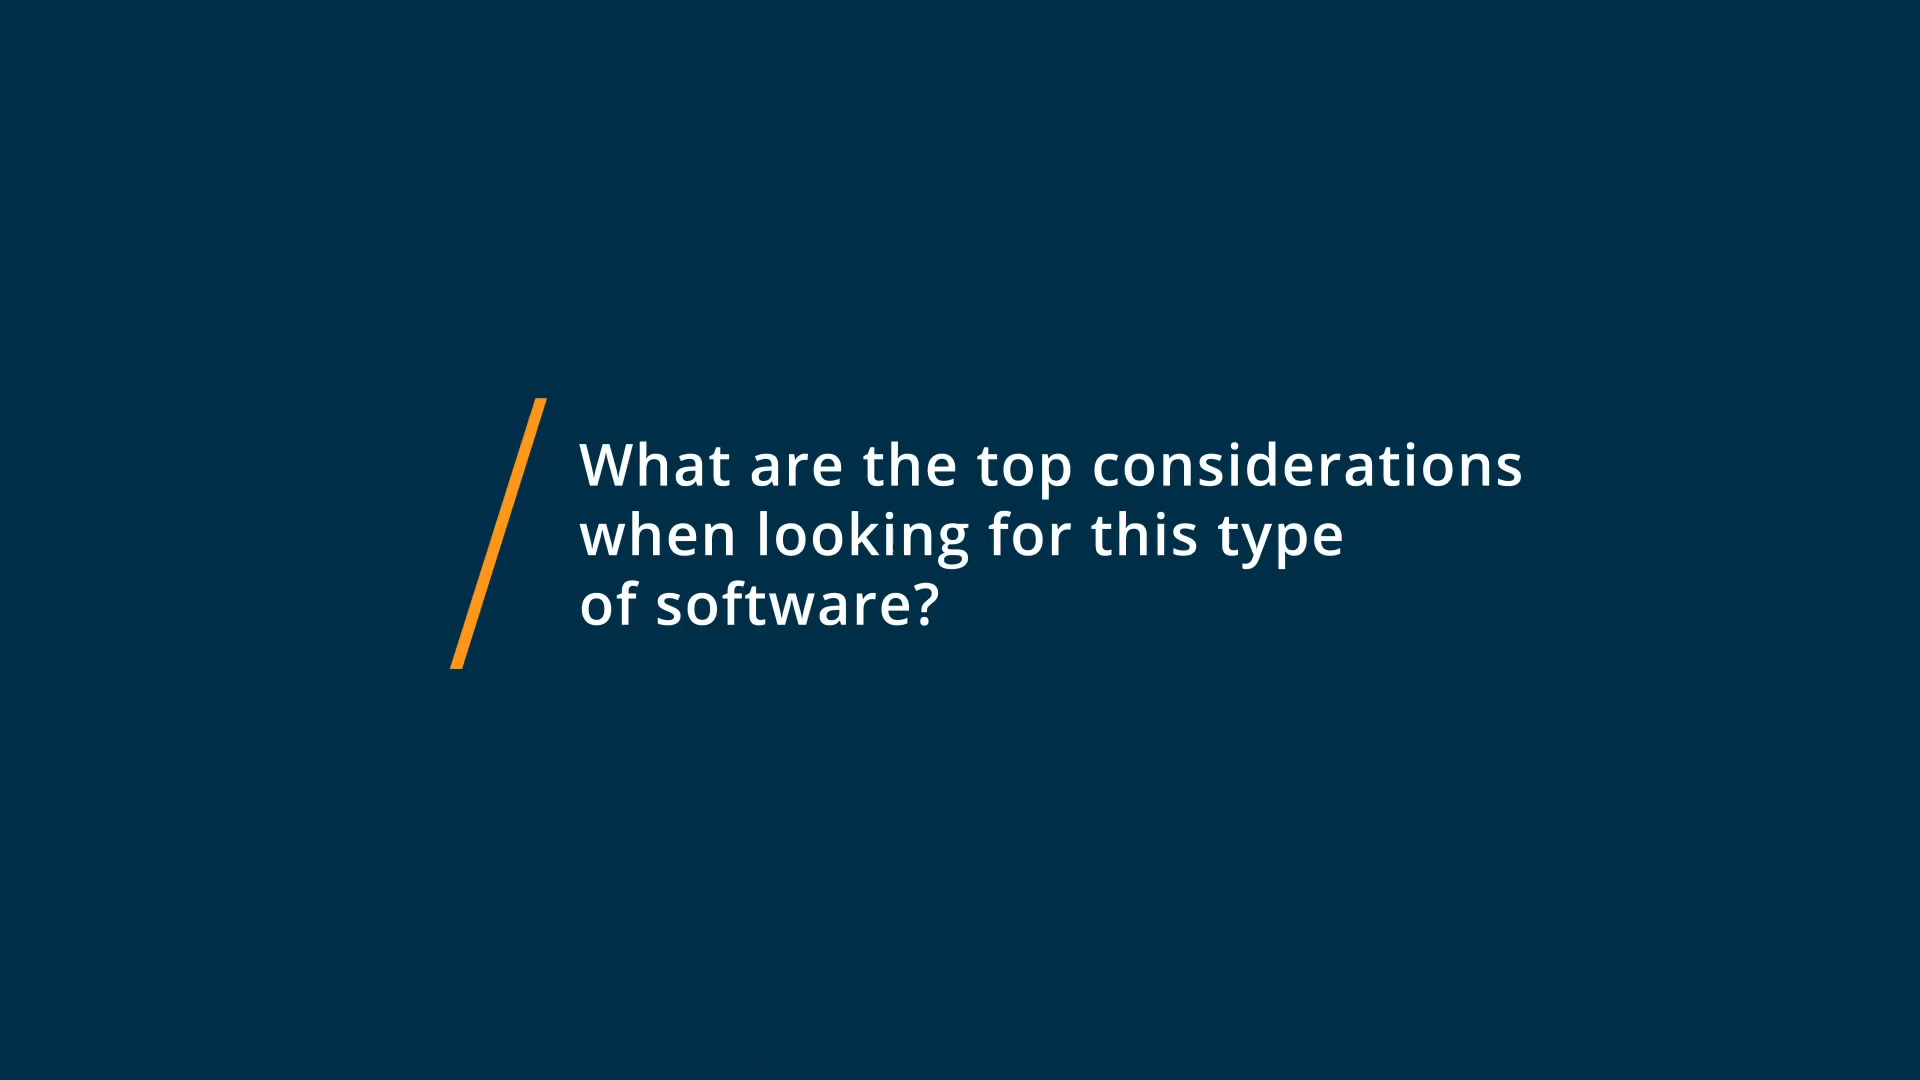 What are the top considerations
when looking for this type
of software?